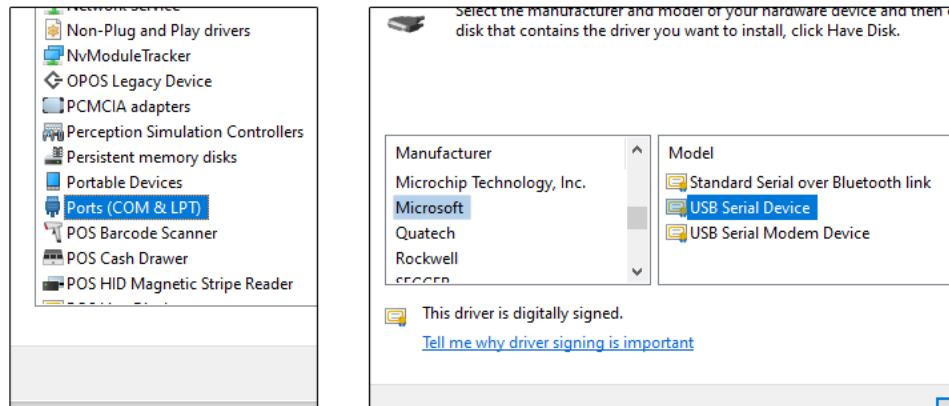 Network Service
Non-Plug and Play drivers
NvModuleTracker
OPOS Legacy Device
PCMCIA adapters
Perception Simulation Controllers
Persistent memory disks
Portable Devices
Ports (COM & LPT)
POS Barcode Scanner
POS Cash Drawer
POS HID Magnetic Stripe Reader
Select the manufacturer and model of your hardware device and then
disk that contains the driver you want to install, click Have Disk.
Manufacturer
Microchip Technology, Inc.
Microsoft
Quatech
Rockwell
SEGGER
Model
Standard Serial over Bluetooth link
USB Serial Device
USB Serial Modem Device
This driver is digitally signed.
Tell me why driver signing is important